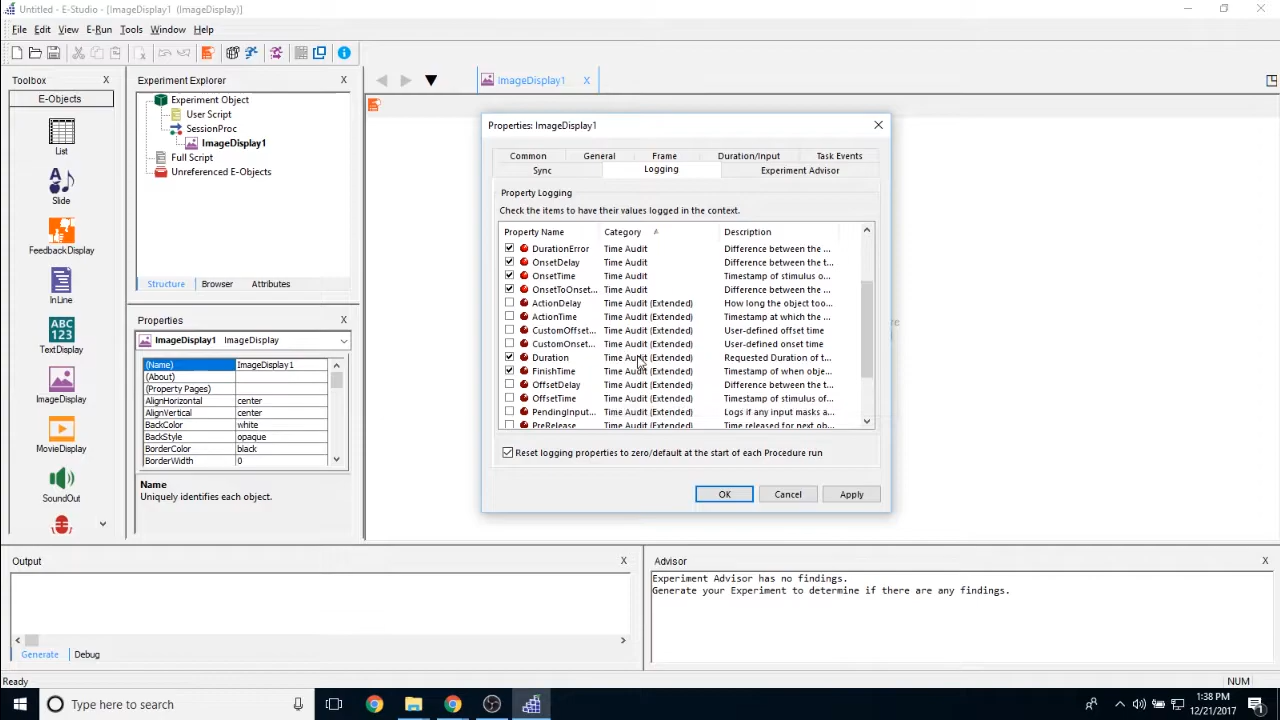 Untitled - E-Studio - [ImageDisplay1 (ImageDisplay)]
File Edit View E-Run Tools Window Help
Toolbox X
E-Objects
List
Slide
FeedbackDisplay
InLine
ABC
123
TextDisplay
ImageDisplay
MovieDisplay
SoundOut
Experiment Explorer X
Experiment Object
User Script
SessionProc
ImageDisplay1
Full Script
Unreferenced E-Objects
Structure Browser Attributes
Properties X
ImageDisplay1 ImageDisplay
(Name) ImageDisplay1
(About)
(Property Pages)
AlignHorizontal center
AlignVertical center
BackColor white
BackStyle opaque
BorderColor black
BorderWidth 0
Name
Uniquely identifies each object.
ImageDisplay1 X
Properties: ImageDisplay1
Common General Frame Duration/Input Task Events
Sync Logging Experiment Advisor
Property Logging
Check the items to have their values logged in the context.
Property Name Category Description
DurationError Time Audit Difference between the ...
OnsetDelay Time Audit Difference between the t...
OnsetTime Time Audit Timestamp of stimulus o...
OnsetToOnset... Time Audit Difference between the ...
ActionDelay Time Audit (Extended) How long the object too...
ActionTime Time Audit (Extended) Timestamp at which the ...
CustomOffset... Time Audit (Extended) User-defined offset time
CustomOnset... Time Audit (Extended) User-defined onset time
Duration Time Audit (Extended) Requested Duration of t...
FinishTime Time Audit (Extended) Timestamp of when obje...
OffsetDelay Time Audit (Extended) Difference between the t...
OffsetTime Time Audit (Extended) Timestamp of stimulus of...
PendingInput... Time Audit (Extended) Logs if any input masks a...
PreRelease Time Audit (Extended) Time released for next ob...
Reset logging properties to zero/default at the start of each Procedure run
OK Cancel Apply
Output X
Generate Debug
Advisor X
Experiment Advisor has no findings.
Generate your Experiment to determine if there are any findings.
Ready NUM
Type here to search
1:38 PM
12/21/2017